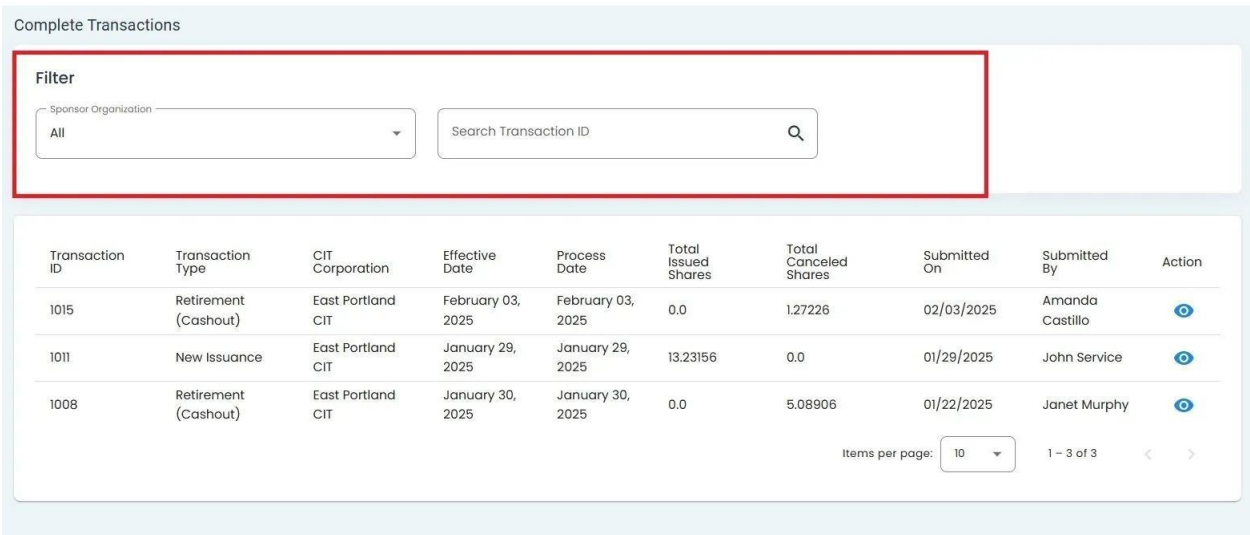 Complete Transactions
Filter
Sponsor Organization
All
Search Transaction ID
Transaction ID Transaction Type CIT Corporation Effective Date Process Date Total Issued Shares Total Canceled Shares Submitted On Submitted By Action
1015 Retirement (Cashout) East Portland CIT February 03, 2025 February 03, 2025 0.0 1.27226 02/03/2025 Amanda Castillo
1011 New Issuance East Portland CIT January 29, 2025 January 29, 2025 13.23156 0.0 01/29/2025 John Service
1008 Retirement (Cashout) East Portland CIT January 30, 2025 January 30, 2025 0.0 5.08906 01/22/2025 Janet Murphy
Items per page: 10 1 – 3 of 3